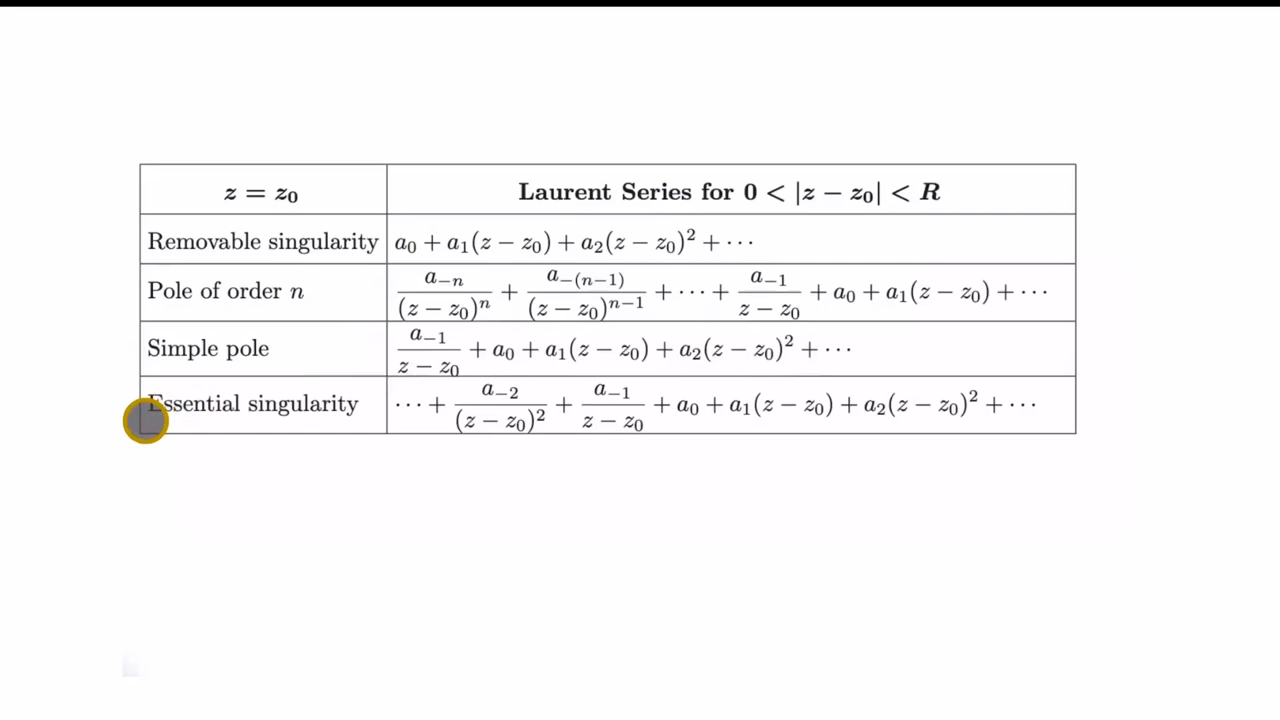 z = z₀ Laurent Series for 0 < |z − z₀| < R
Removable singularity a₀ + a₁(z − z₀) + a₂(z − z₀)² + ···
Pole of order n a₋ₙ/(z − z₀)ⁿ + a₋₍ₙ₋₁₎/(z − z₀)ⁿ⁻¹ + ··· + a₋₁/(z − z₀) + a₀ + a₁(z − z₀) + ···
Simple pole a₋₁/(z − z₀) + a₀ + a₁(z − z₀) + a₂(z − z₀)² + ···
Essential singularity ··· + a₋₂/(z − z₀)² + a₋₁/(z − z₀) + a₀ + a₁(z − z₀) + a₂(z − z₀)² + ···